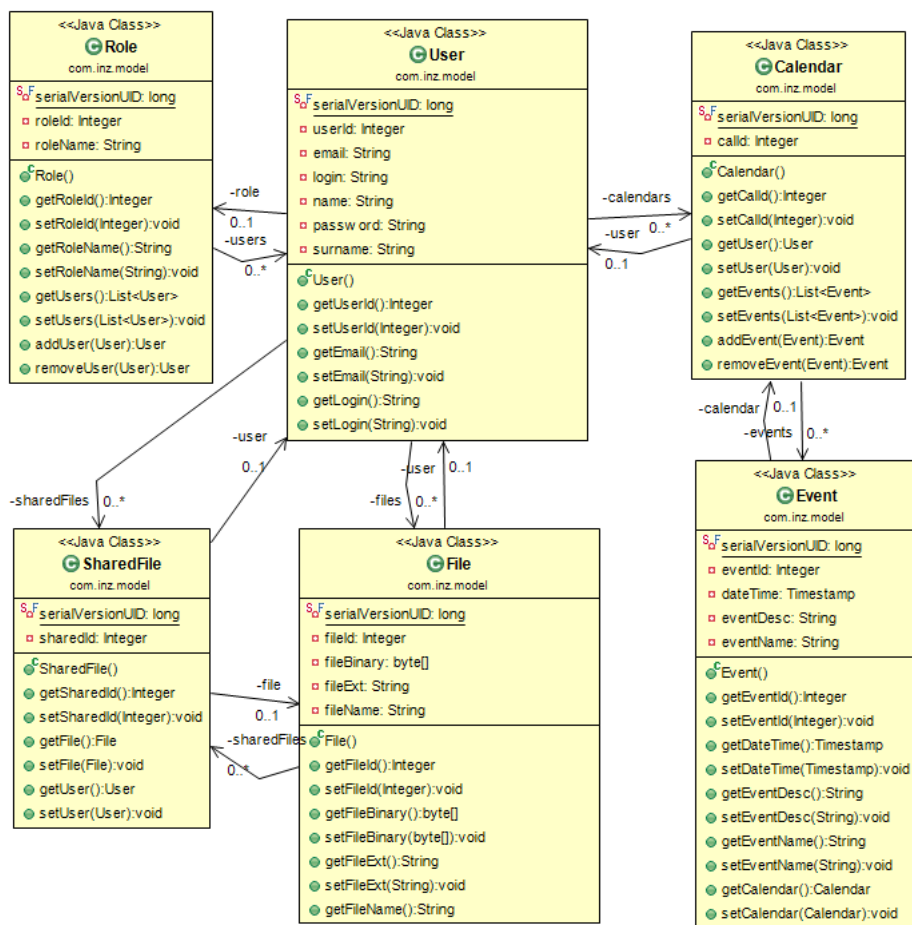 <<Java Class>>
Role
com.inz.model
serialVersionUID: long
roleId: Integer
roleName: String
Role()
getRoleId():Integer
setRoleId(Integer):void
getRoleName():String
setRoleName(String):void
getUsers():List<User>
setUsers(List<User>):void
addUser(User):User
removeUser(User):User
-role
0..1
-users
0..*
<<Java Class>>
User
com.inz.model
serialVersionUID: long
userId: Integer
email: String
login: String
name: String
password: String
surname: String
User()
getUserId():Integer
setUserId(Integer):void
getEmail():String
setEmail(String):void
getLogin():String
setLogin(String):void
-calendars
0..*
-user
0..1
<<Java Class>>
Calendar
com.inz.model
serialVersionUID: long
calId: Integer
Calendar()
getCalId():Integer
setCalId(Integer):void
getUser():User
setUser(User):void
getEvents():List<Event>
setEvents(List<Event>):void
addEvent(Event):Event
removeEvent(Event):Event
-calendar
0..1
-events
0..*
-sharedFiles
0..*
-user
0..1
-user
0..1
-files
0..*
<<Java Class>>
SharedFile
com.inz.model
serialVersionUID: long
sharedId: Integer
SharedFile()
getSharedId():Integer
setSharedId(Integer):void
getFile():File
setFile(File):void
getUser():User
setUser(User):void
-file
0..1
-sharedFiles
0..*
<<Java Class>>
File
com.inz.model
serialVersionUID: long
fileId: Integer
fileBinary: byte[]
fileExt: String
fileName: String
File()
getFileId():Integer
setFileId(Integer):void
getFileBinary():byte[]
setFileBinary(byte[]):void
getFileExt():String
setFileExt(String):void
getFileName():String
<<Java Class>>
Event
com.inz.model
serialVersionUID: long
eventId: Integer
dateTime: Timestamp
eventDesc: String
eventName: String
Event()
getEventId():Integer
setEventId(Integer):void
getDateTime():Timestamp
setDateTime(Timestamp):void
getEventDesc():String
setEventDesc(String):void
getEventName():String
setEventName(String):void
getCalendar():Calendar
setCalendar(Calendar):void